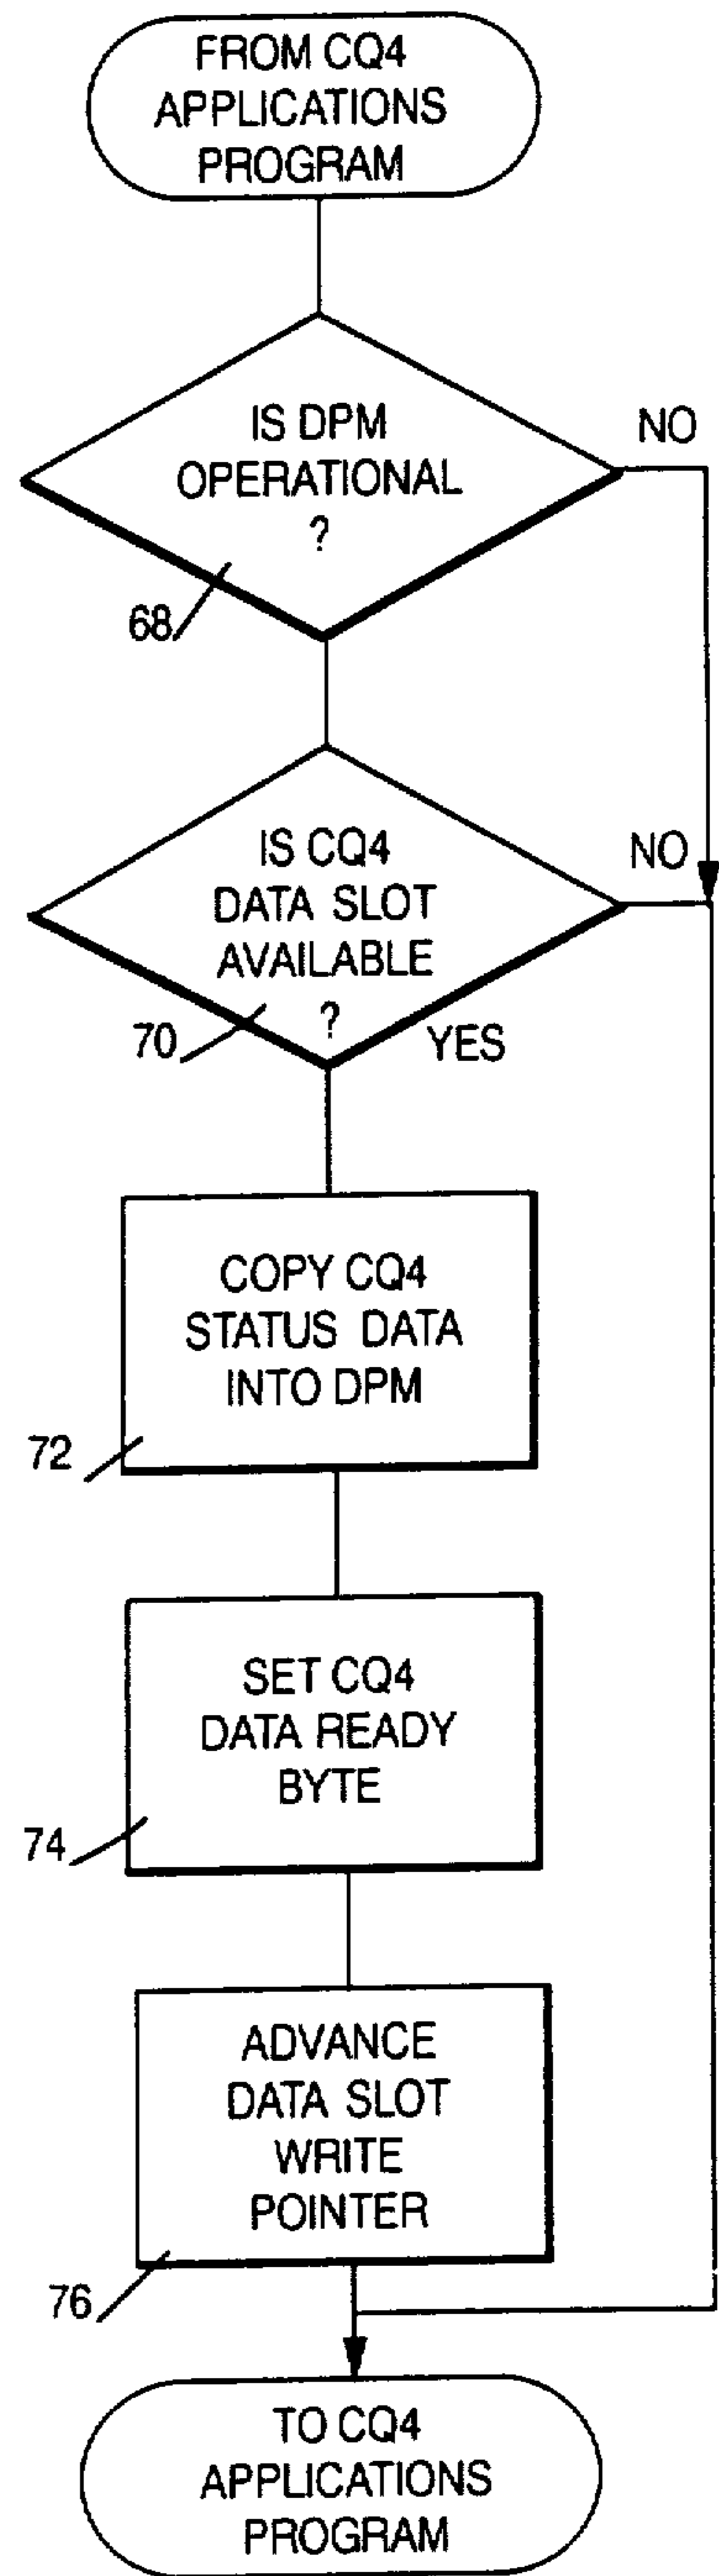 FROM CQ4
APPLICATIONS
PROGRAM
IS DPM
OPERATIONAL
?
NO
68
IS CQ4
DATA SLOT
AVAILABLE
?
NO
70
YES
COPY CQ4
STATUS DATA
INTO DPM
72
SET CQ4
DATA READY
BYTE
74
ADVANCE
DATA SLOT
WRITE
POINTER
76
TO CQ4
APPLICATIONS
PROGRAM